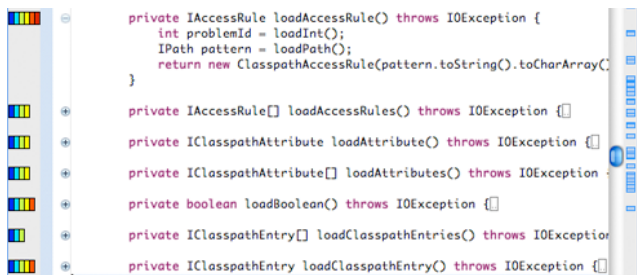 private IAccessRule loadAccessRule() throws IOException {
int problemId = loadInt();
IPath pattern = loadPath();
return new ClasspathAccessRule(pattern.toString().toCharArray()
}
private IAccessRule[] loadAccessRules() throws IOException {
private IClasspathAttribute loadAttribute() throws IOException {
private IClasspathAttribute[] loadAttributes() throws IOException {
private boolean loadBoolean() throws IOException {
private IClasspathEntry[] loadClasspathEntries() throws IOException
private IClasspathEntry loadClasspathEntry() throws IOException {